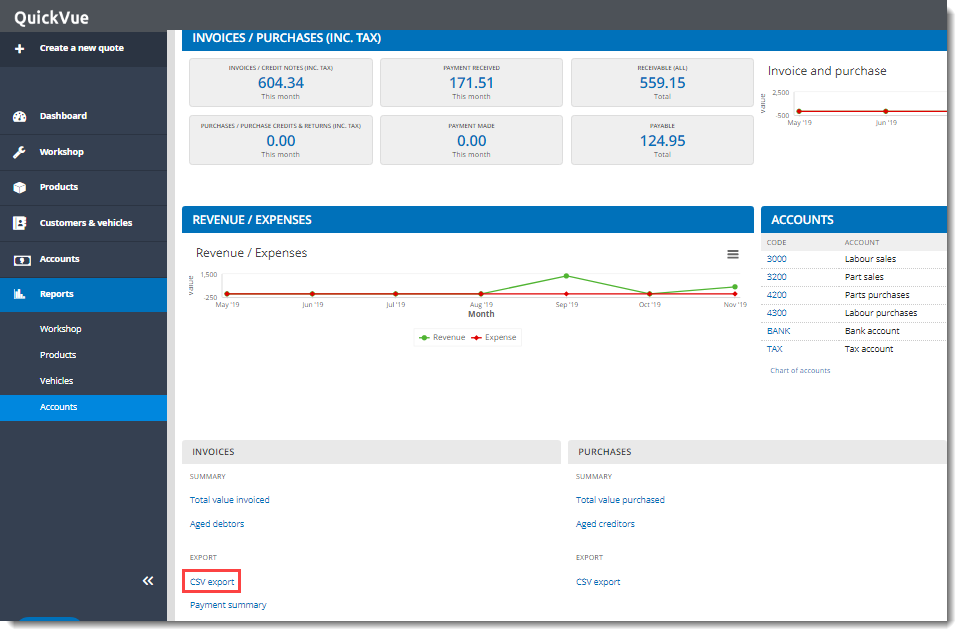 QuickVue
Create a new quote
Dashboard
Workshop
Products
Customers & vehicles
Accounts
Reports
Workshop
Products
Vehicles
Accounts
INVOICES / PURCHASES (INC. TAX)
INVOICES / CREDIT NOTES (INC. TAX)
604.34
This month
PAYMENT RECEIVED
171.51
This month
RECEIVABLE (ALL)
559.15
Total
PURCHASES / PURCHASE CREDITS & RETURNS (INC. TAX)
0.00
This month
PAYMENT MADE
0.00
This month
PAYABLE
124.95
Total
Invoice and purchase
Value
2,500
-500
May '19 Jun '19
REVENUE / EXPENSES
Revenue / Expenses
Value
1,500
-250
May '19 Jun '19 Jul '19 Aug '19 Sep '19 Oct '19 Nov '19
Month
Revenue Expense
ACCOUNTS
CODE ACCOUNT
3000 Labour sales
3200 Part sales
4200 Parts purchases
4300 Labour purchases
BANK Bank account
TAX Tax account
Chart of accounts
INVOICES
SUMMARY
Total value invoiced
Aged debtors
EXPORT
CSV export
Payment summary
PURCHASES
SUMMARY
Total value purchased
Aged creditors
EXPORT
CSV export